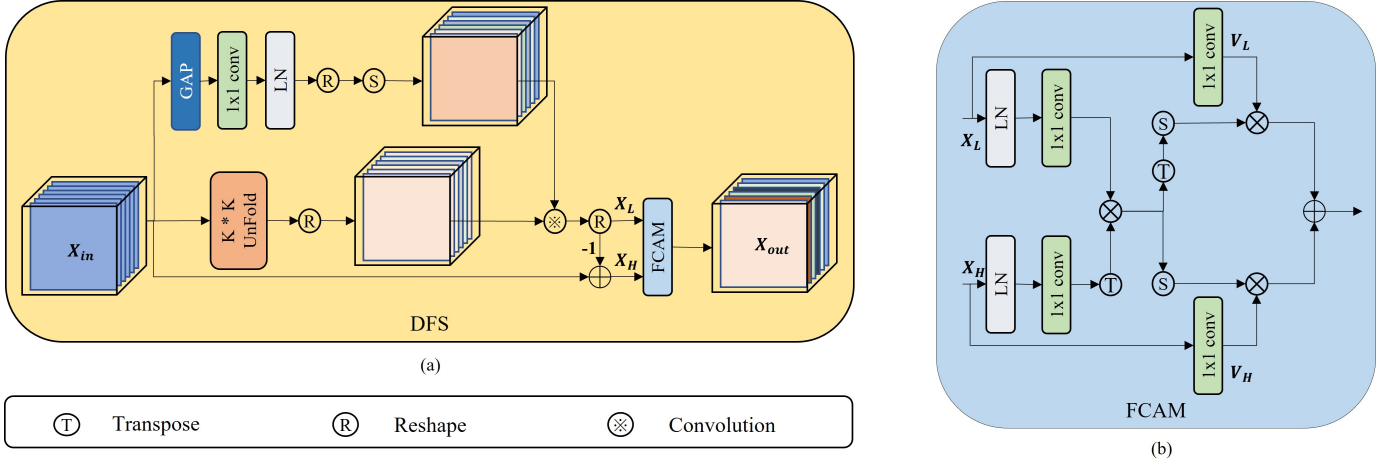 GAP
1x1 conv
LN
R
S
X_in
K * K
UnFold
R
※
R
X_L
-1
X_H
FCAM
X_out
DFS
(a)
T Transpose
R Reshape
※ Convolution
X_L
LN
1x1 conv
1x1 conv
V_L
S
T
X_H
LN
1x1 conv
T
S
1x1 conv
V_H
FCAM
(b)